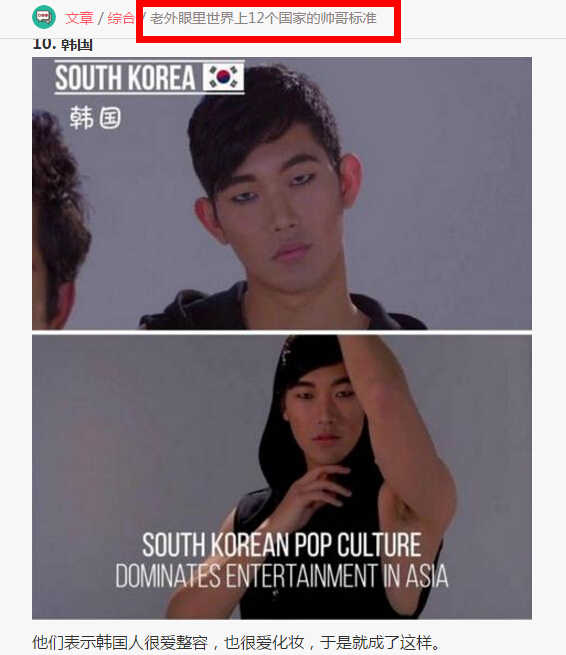 文章 / 综合 / 老外眼里世界上12个国家的帅哥标准
10. 韩国
SOUTH KOREA
韩国
SOUTH KOREAN POP CULTURE
DOMINATES ENTERTAINMENT IN ASIA
他们表示韩国人很爱整容，也很爱化妆，于是就成了这样。